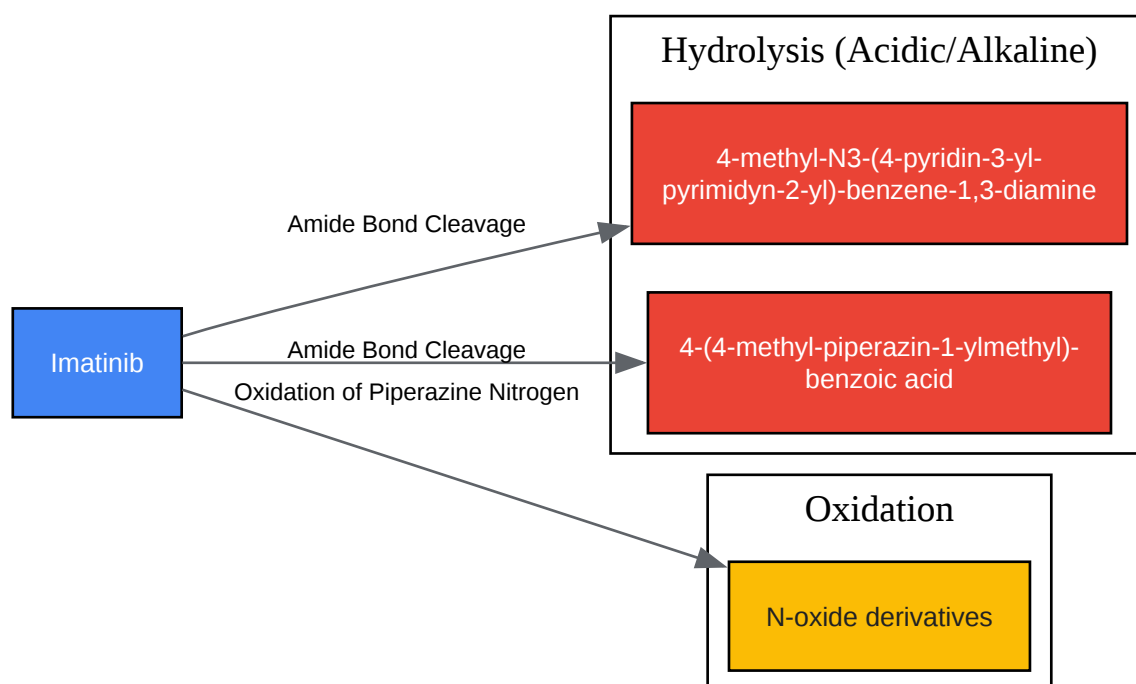 Hydrolysis (Acidic/Alkaline)
4-methyl-N3-(4-pyridin-3-yl-
pyrimidyn-2-yl)-benzene-1,3-diamine
Amide Bond Cleavage
Imatinib
Amide Bond Cleavage
4-(4-methyl-piperazin-1-ylmethyl)-
benzoic acid
Oxidation of Piperazine Nitrogen
Oxidation
N-oxide derivatives